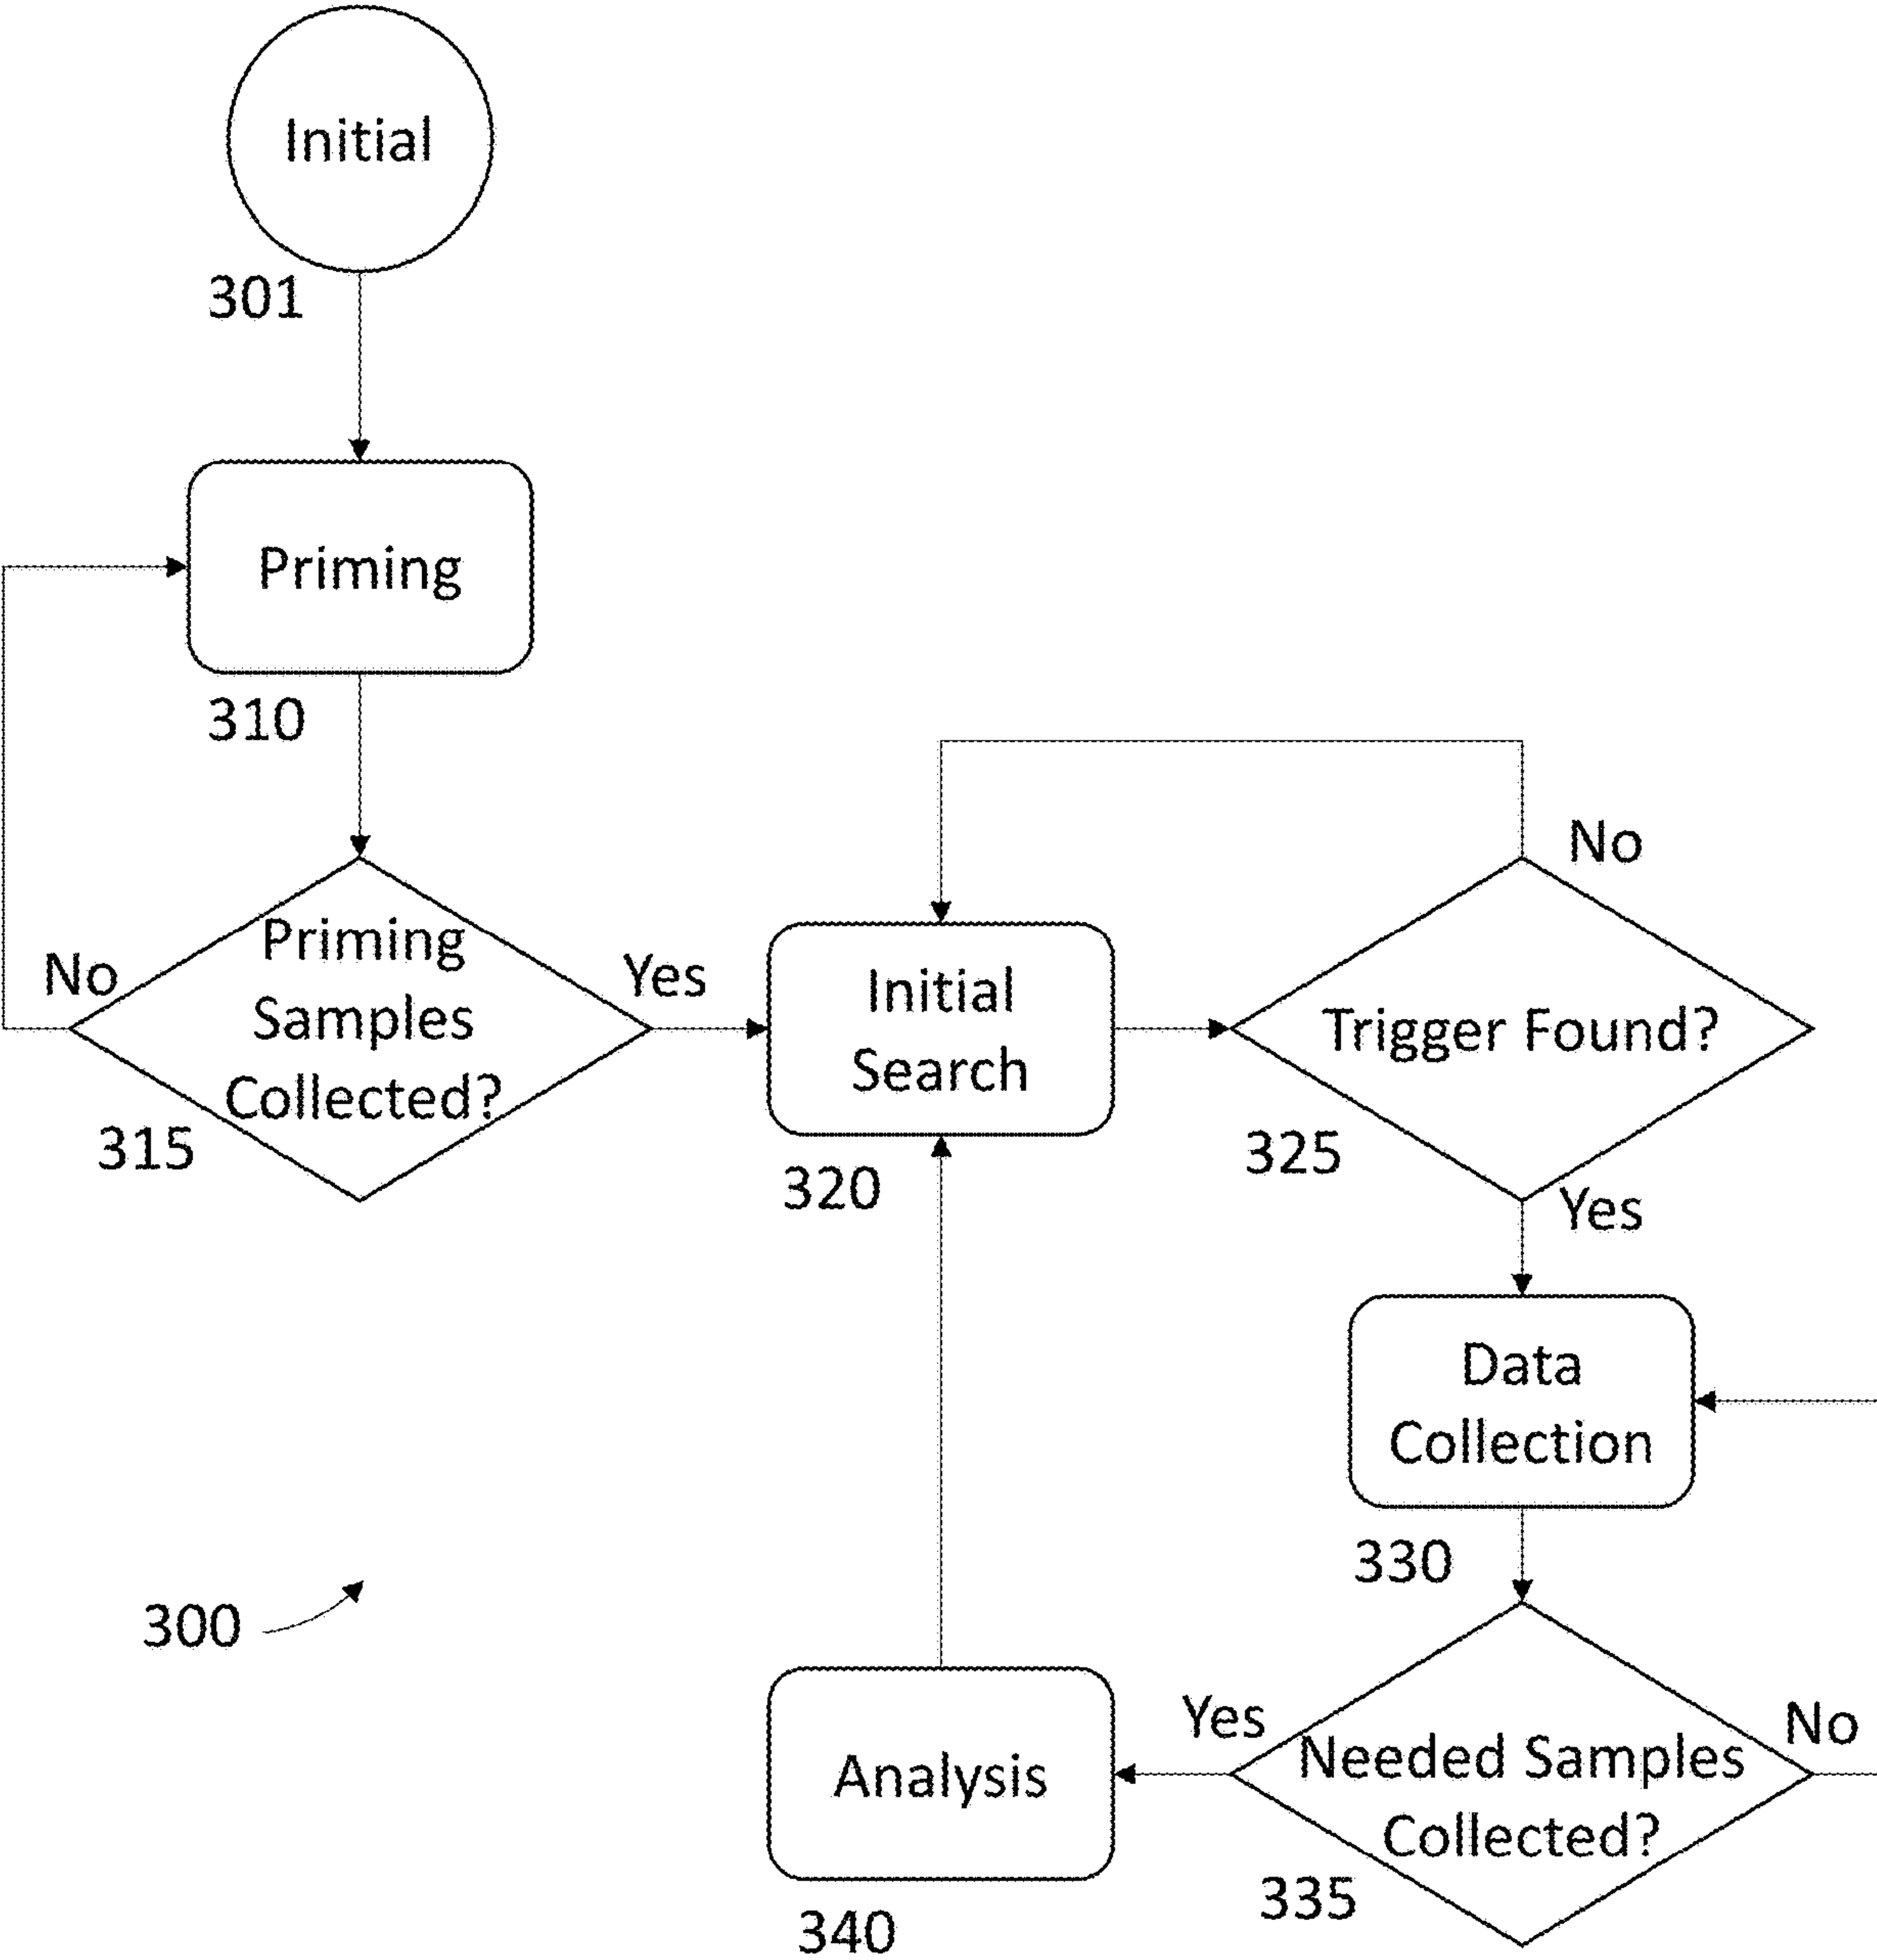 Initial
301
Priming
310
No
Priming
Samples
Collected?
315
Yes
Initial
Search
320
No
Trigger Found?
325
Yes
Data
Collection
330
300
Yes
Needed Samples
Collected?
No
335
Analysis
340